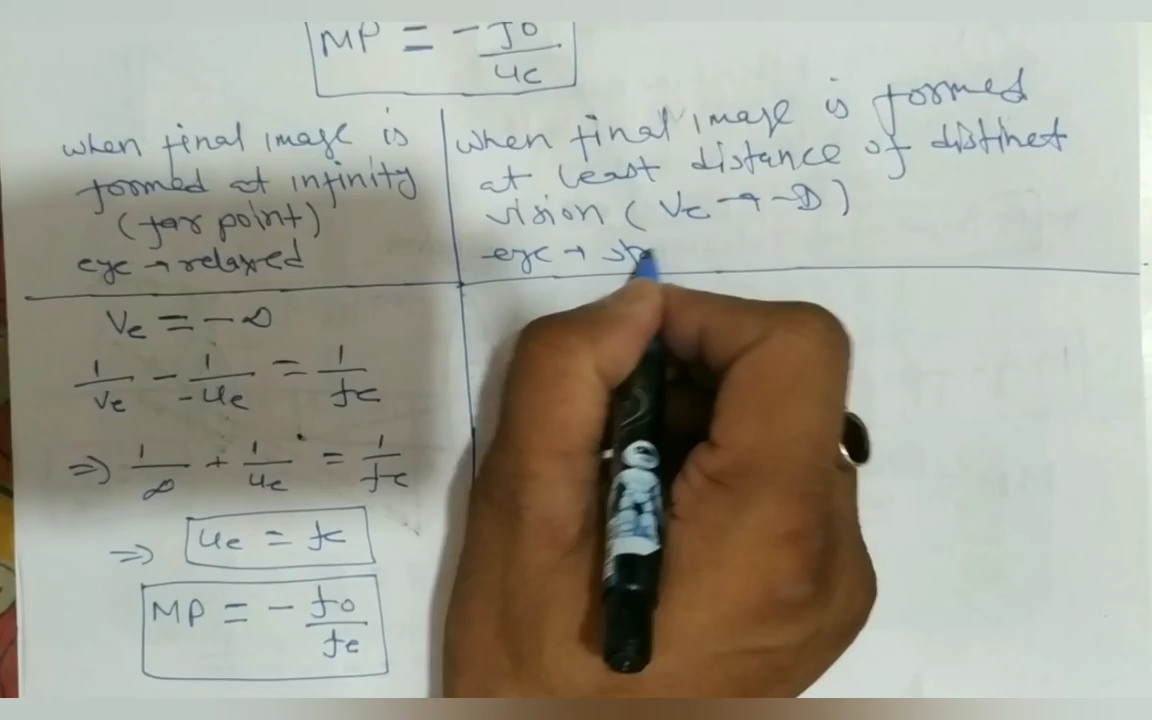 MP = - fo / ue
when final image is
formed at infinity
(far point)
eye → relaxed
Ve = -∞
1/ve - 1/-ue = 1/fe
=> 1/∞ + 1/ue = 1/fe
=> ue = fe
MP = - fo/fe
when final image is formed
at least distance of distinct
vision (Ve → -D)
eye →